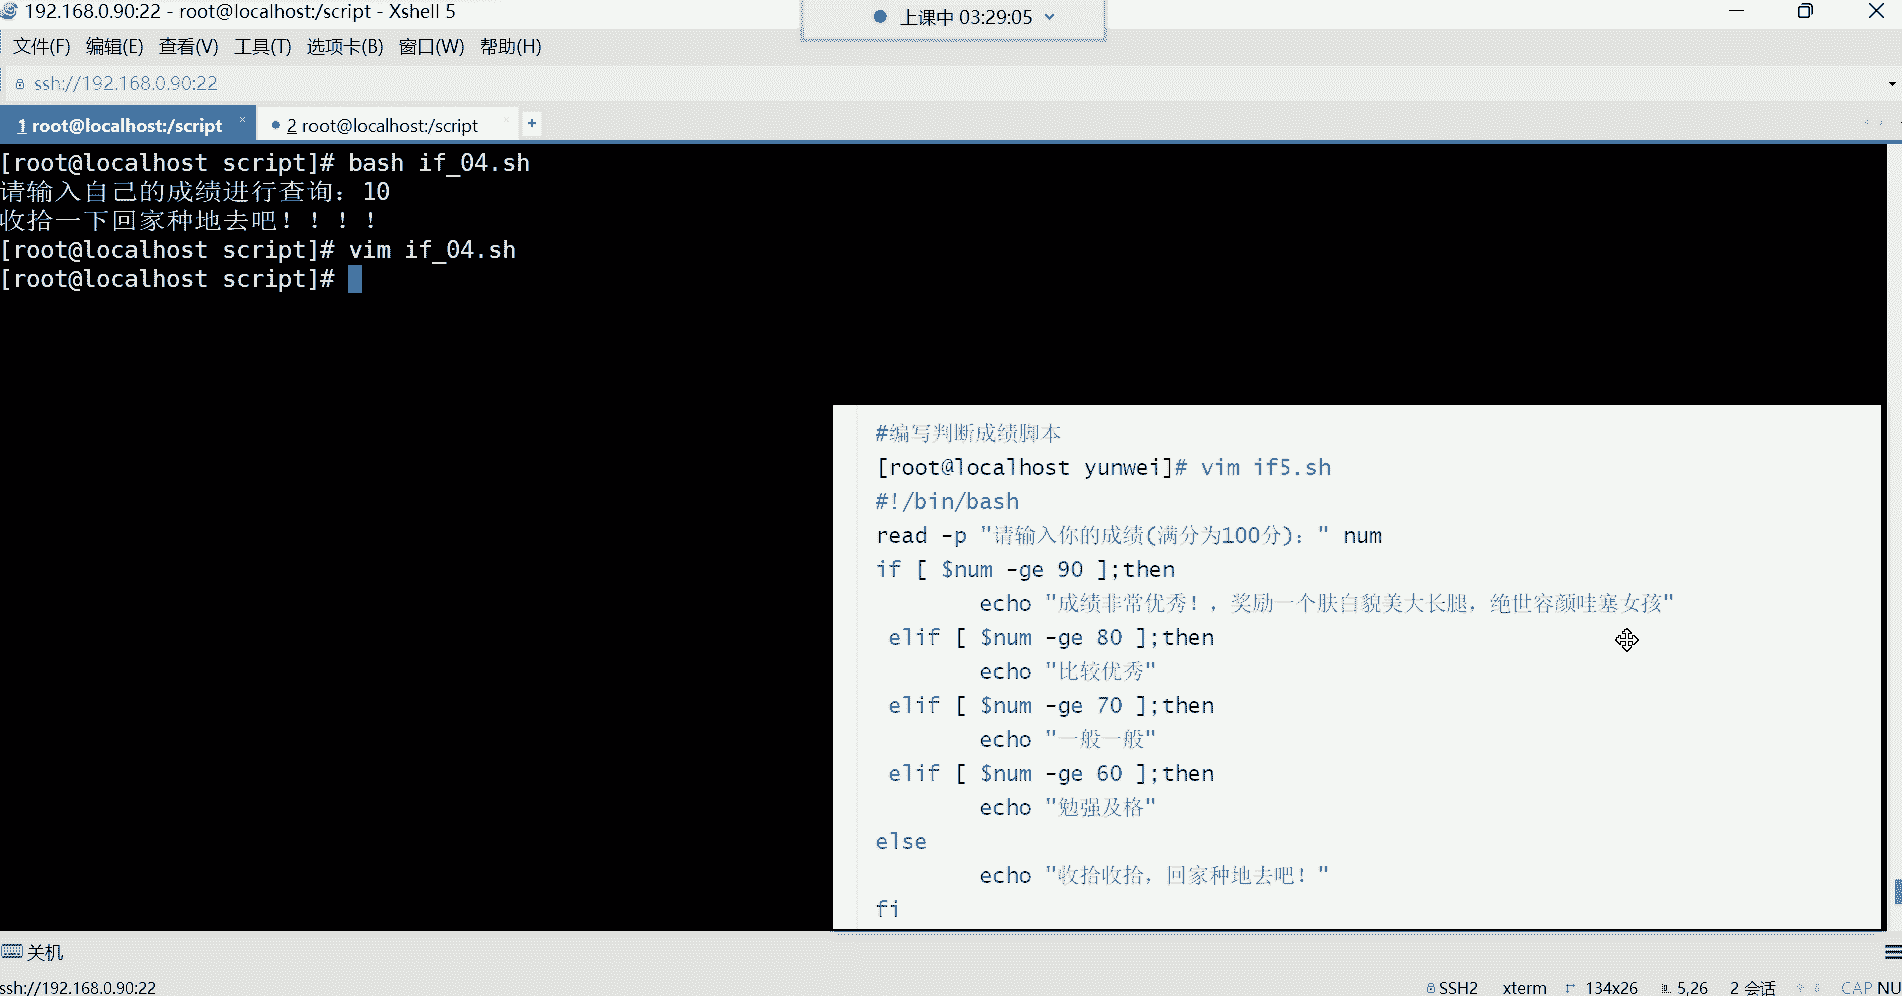 192.168.0.90:22 - root@localhost:/script - Xshell 5
上课中 03:29:05
文件(F) 编辑(E) 查看(V) 工具(T) 选项卡(B) 窗口(W) 帮助(H)
ssh://192.168.0.90:22
1 root@localhost:/script × 2 root@localhost:/script × +
[root@localhost script]# bash if_04.sh
请输入自己的成绩进行查询：10
收拾一下回家种地去吧！！！！
[root@localhost script]# vim if_04.sh
[root@localhost script]#
#编写判断成绩脚本
[root@localhost yunwei]# vim if5.sh
#!/bin/bash
read -p "请输入你的成绩(满分为100分)：" num
if [ $num -ge 90 ];then
echo "成绩非常优秀！，奖励一个肤白貌美大长腿，绝世容颜哇塞女孩"
elif [ $num -ge 80 ];then
echo "比较优秀"
elif [ $num -ge 70 ];then
echo "一般一般"
elif [ $num -ge 60 ];then
echo "勉强及格"
else
echo "收拾收拾，回家种地去吧！"
fi
关机
ssh://192.168.0.90:22
SSH2 xterm 134x26 5,26 2 会话 CAP NU